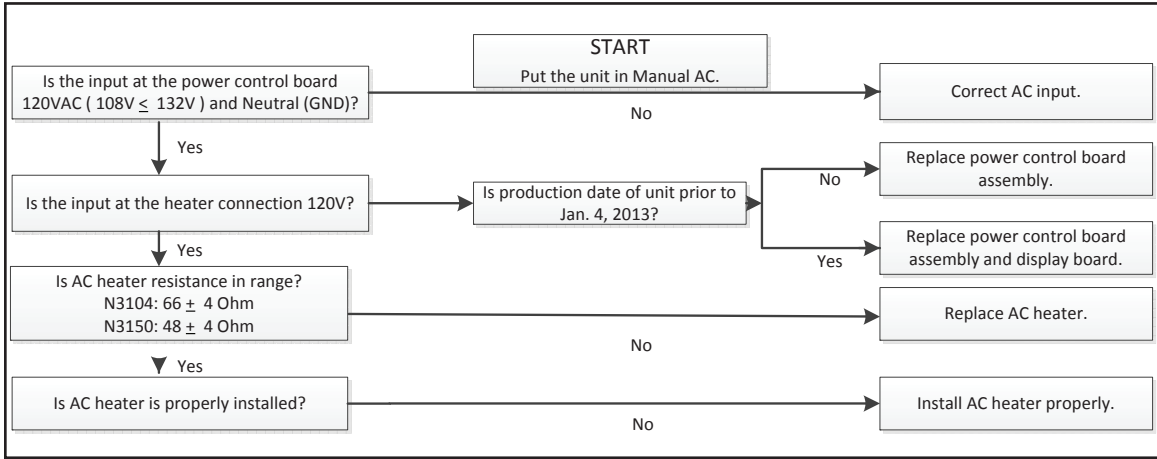 START
Put the unit in Manual AC.
Is the input at the power control board
120VAC ( 108V ≤ 132V ) and Neutral (GND)?
No
Correct AC input.
Yes
Is the input at the heater connection 120V?
Is production date of unit prior to
Jan. 4, 2013?
No
Replace power control board
assembly.
Yes
Replace power control board
assembly and display board.
Yes
Is AC heater resistance in range?
N3104: 66 ± 4 Ohm
N3150: 48 ± 4 Ohm
No
Replace AC heater.
Yes
Is AC heater is properly installed?
No
Install AC heater properly.